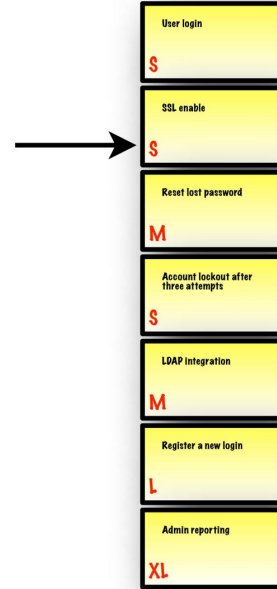 User login
S
SSL enable
S
Reset lost password
M
Account lockout after
three attempts
S
LDAP integration
M
Register a new login
L
Admin reporting
XL